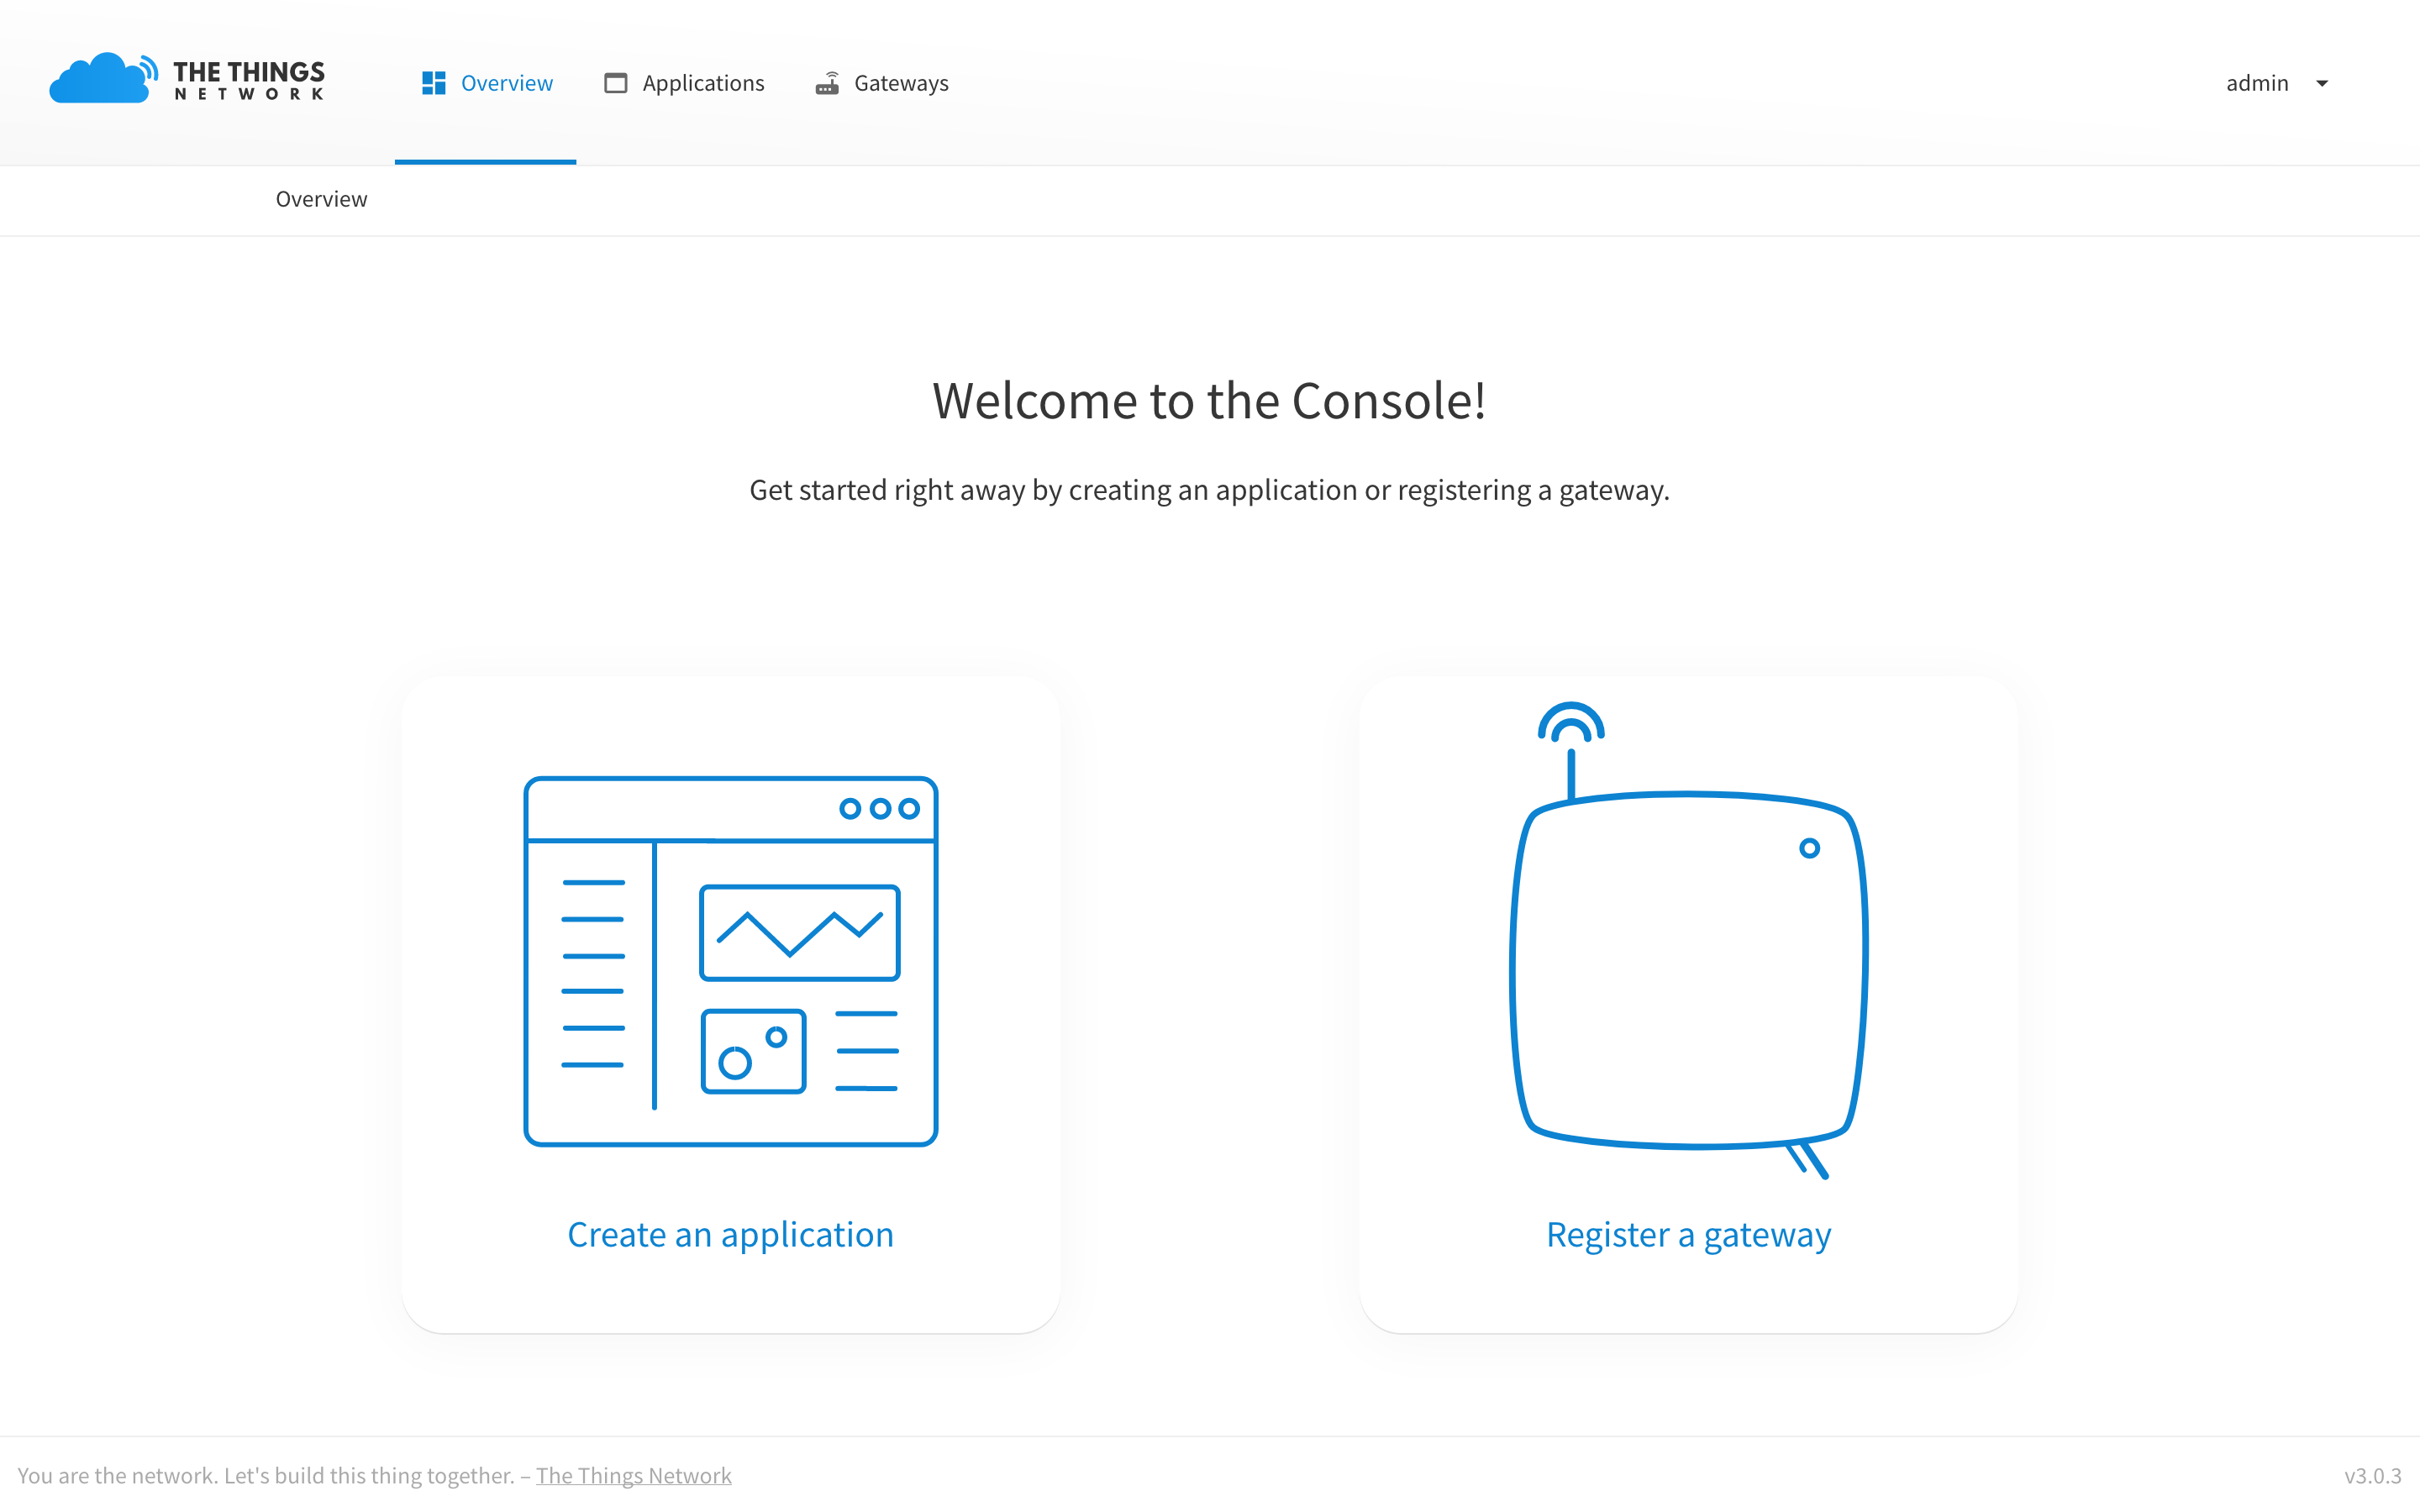 THE THINGS
NETWORK
Overview
Applications
Gateways
admin
Overview
Welcome to the Console!
Get started right away by creating an application or registering a gateway.
Create an application
Register a gateway
You are the network. Let's build this thing together. – The Things Network
v3.0.3